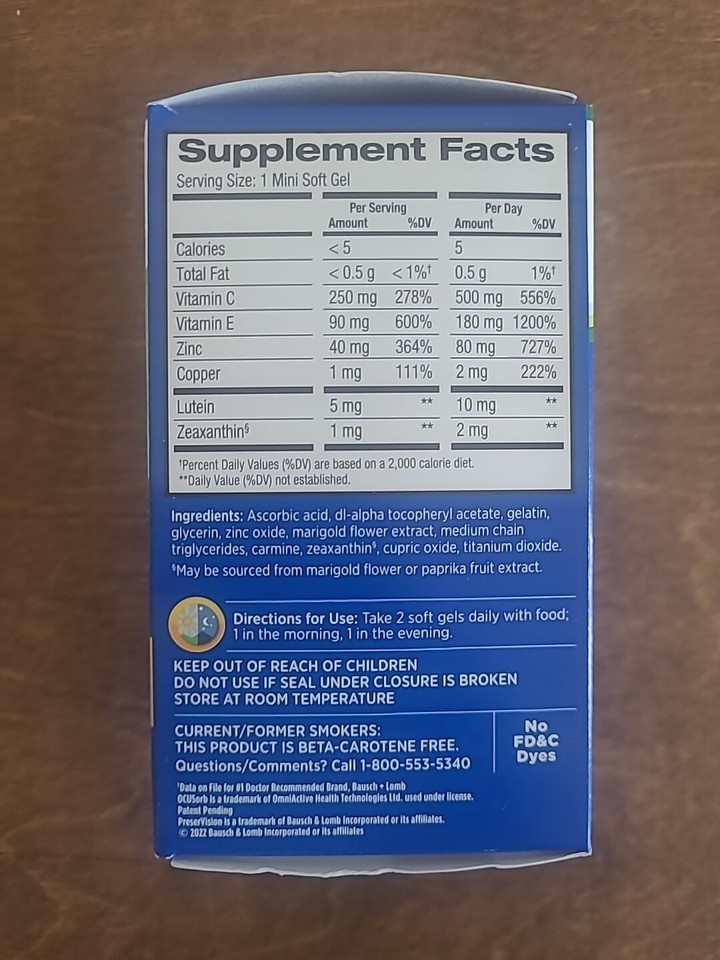 Supplement Facts
Serving Size: 1 Mini Soft Gel
Per Serving Per Day
Amount %DV Amount %DV
Calories < 5 5
Total Fat < 0.5 g < 1%† 0.5 g 1%†
Vitamin C 250 mg 278% 500 mg 556%
Vitamin E 90 mg 600% 180 mg 1200%
Zinc 40 mg 364% 80 mg 727%
Copper 1 mg 111% 2 mg 222%
Lutein 5 mg ** 10 mg **
Zeaxanthin§ 1 mg ** 2 mg **
†Percent Daily Values (%DV) are based on a 2,000 calorie diet.
**Daily Value (%DV) not established.
Ingredients: Ascorbic acid, dl-alpha tocopheryl acetate, gelatin,
glycerin, zinc oxide, marigold flower extract, medium chain
triglycerides, carmine, zeaxanthin§, cupric oxide, titanium dioxide.
§May be sourced from marigold flower or paprika fruit extract.
Directions for Use: Take 2 soft gels daily with food;
1 in the morning, 1 in the evening.
KEEP OUT OF REACH OF CHILDREN
DO NOT USE IF SEAL UNDER CLOSURE IS BROKEN
STORE AT ROOM TEMPERATURE
CURRENT/FORMER SMOKERS:
THIS PRODUCT IS BETA-CAROTENE FREE.
Questions/Comments? Call 1-800-553-5340
No
FD&C
Dyes
¹Data on File for #1 Doctor Recommended Brand, Bausch + Lomb
OCUSorb is a trademark of OmniActive Health Technologies Ltd. used under license.
Patent Pending
PreserVision is a trademark of Bausch & Lomb Incorporated or its affiliates.
© 2022 Bausch & Lomb Incorporated or its affiliates